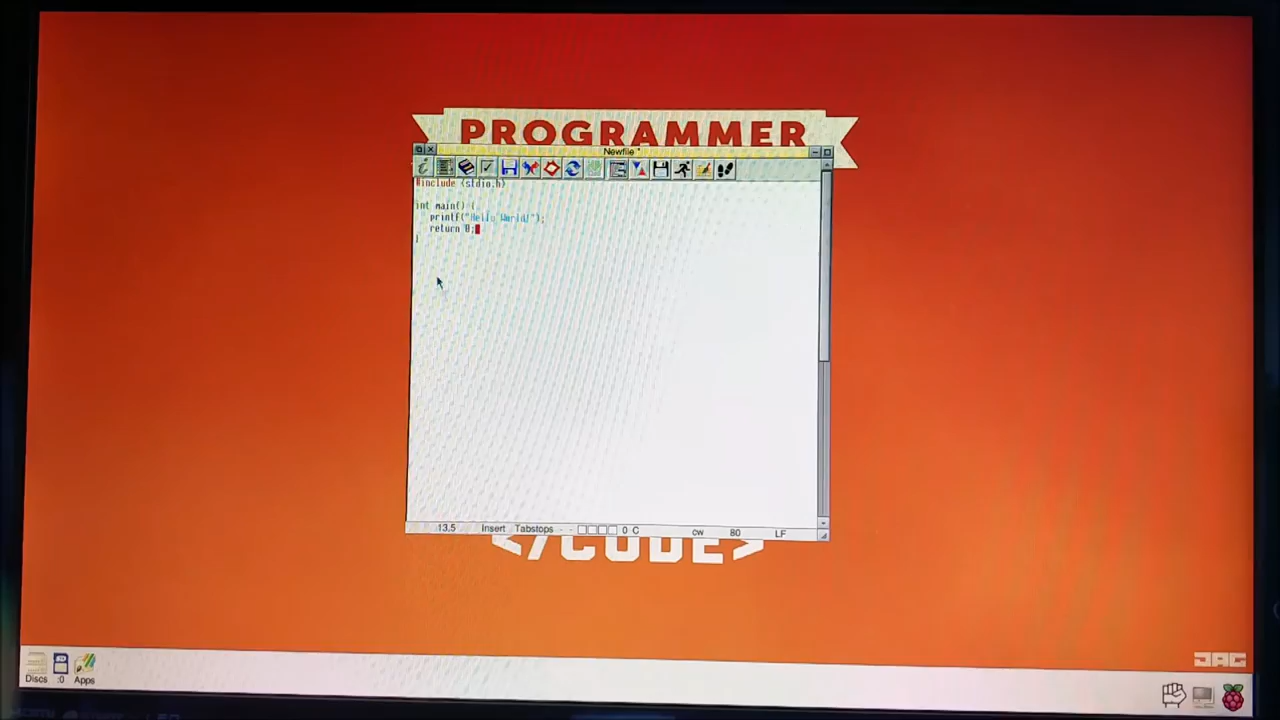 PROGRAMMER
Newfile *
#include <stdio.h>
int main() {
printf("Hello World!");
return 0;
}
13,5 Insert Tabstops - - 0 C cw 80 LF
</CODE>
JAG
Discs :0 Apps